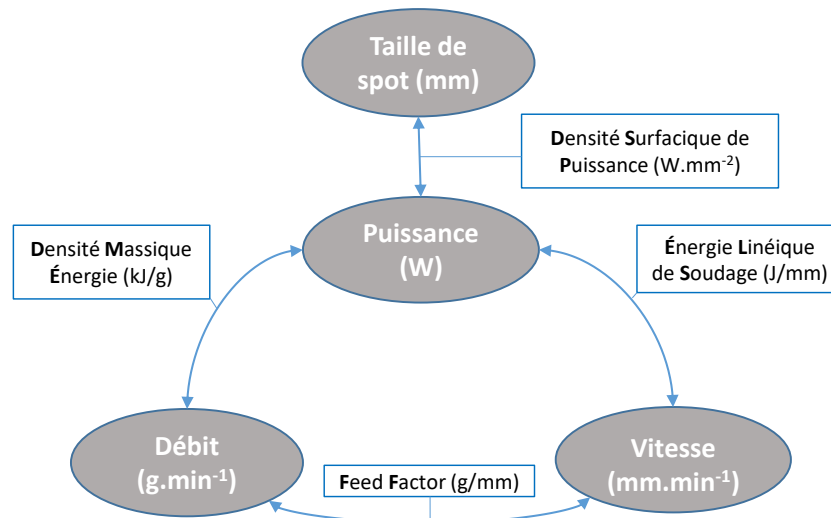 Taille de
spot (mm)
Densité Surfacique de
Puissance (W.mm⁻²)
Puissance
(W)
Densité Massique
Énergie (kJ/g)
Énergie Linéique
de Soudage (J/mm)
Débit
(g.min⁻¹)
Feed Factor (g/mm)
Vitesse
(mm.min⁻¹)